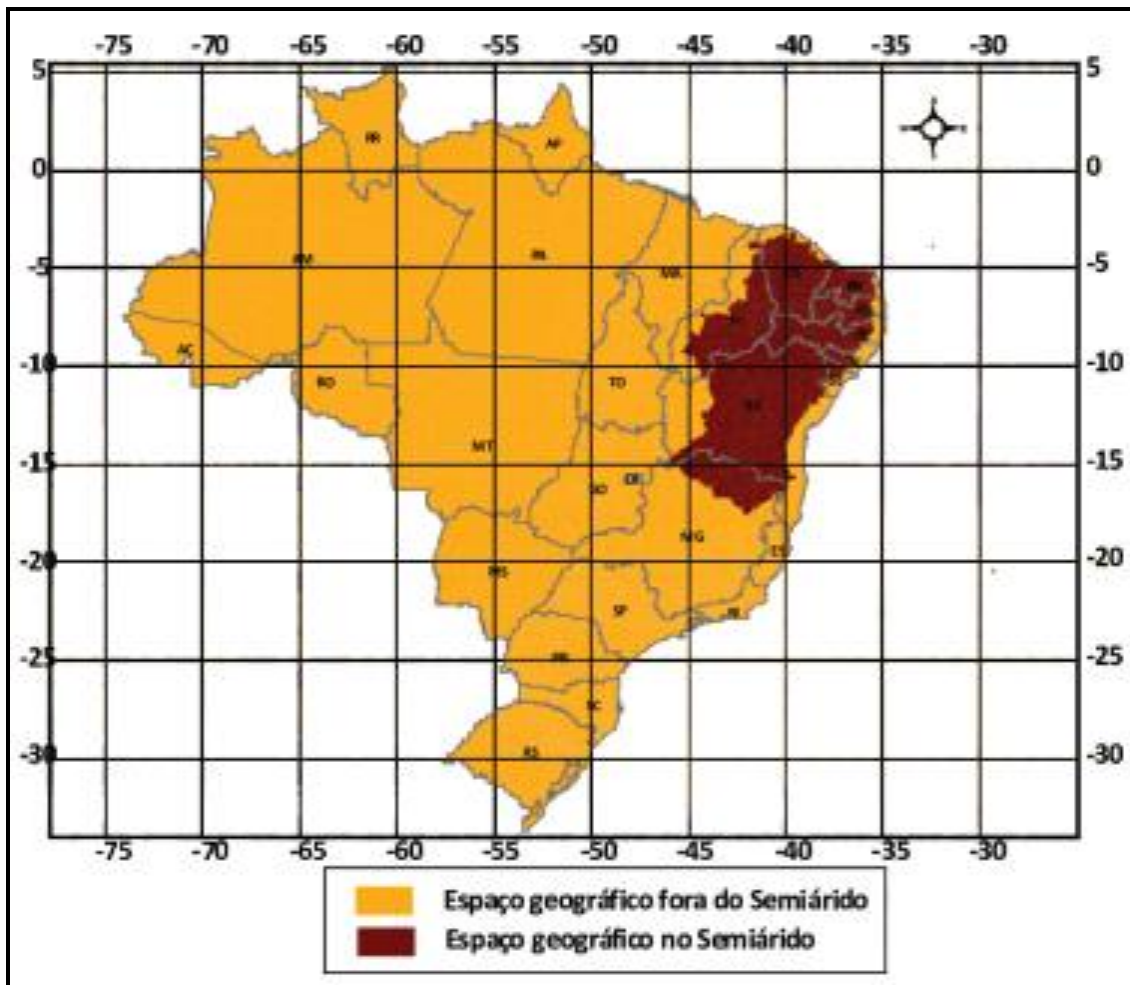 -75 -70 -65 -60 -55 -50 -45 -40 -35 -30
5 5
RR
AP
0 0
AM
PA
MA
-5 -5
AC
-10 -10
RO
TO
MT
-15 -15
GO
DF
MG
ES
-20 -20
MS
SP
RJ
-25 -25
PR
SC
RS
-30 -30
-75 -70 -65 -60 -55 -50 -45 -40 -35 -30
Espaço geográfico fora do Semiárido
Espaço geográfico no Semiárido